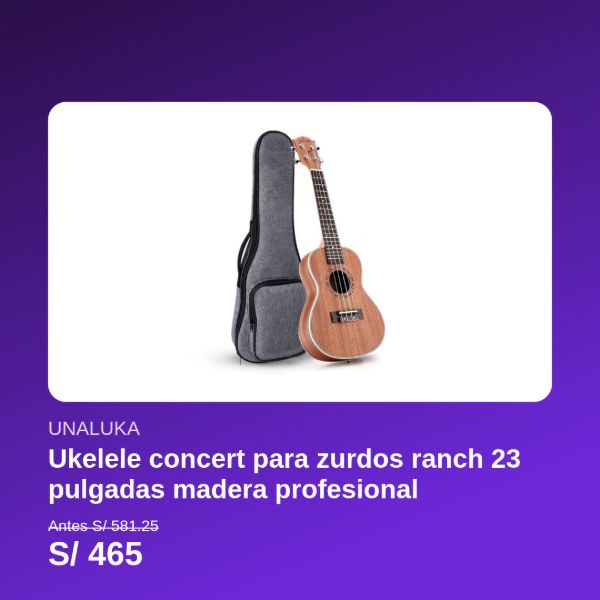 UNALUKA
Ukelele concert para zurdos ranch 23
pulgadas madera profesional
Antes S/ 581.25
S/ 465